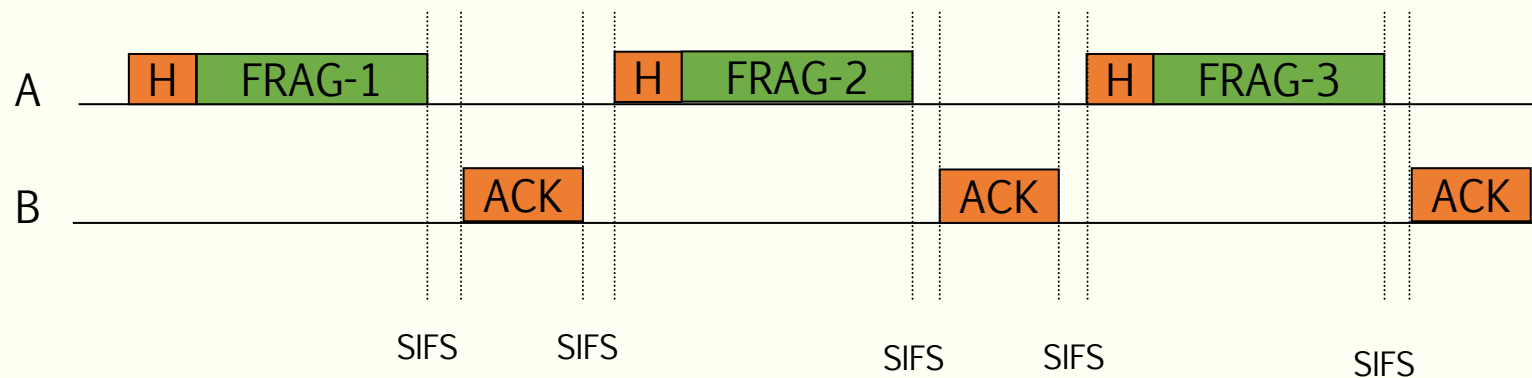 A H FRAG-1 H FRAG-2 H FRAG-3
B ACK ACK ACK
SIFS SIFS SIFS SIFS SIFS